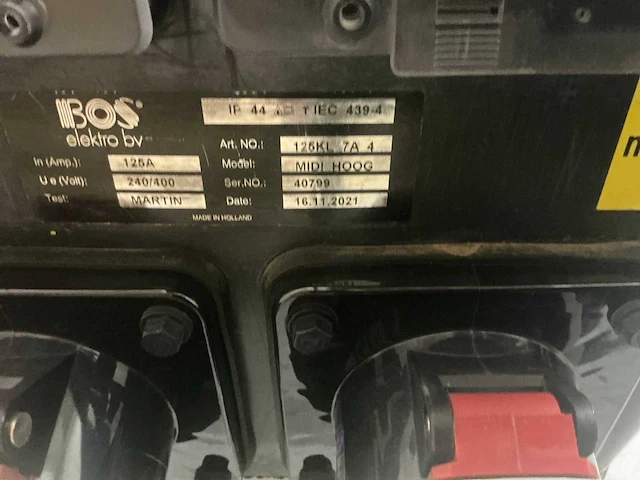 BOS
elektro bv
IP 44 IEC 439-4
Art. NO.: 125KL 7A 4
In (Amp.): 125A
Model: MIDI HOOG
U e (Volt): 240/400
Ser.NO.: 40799
Test: MARTIN
Date: 16.11.2021
MADE IN HOLLAND